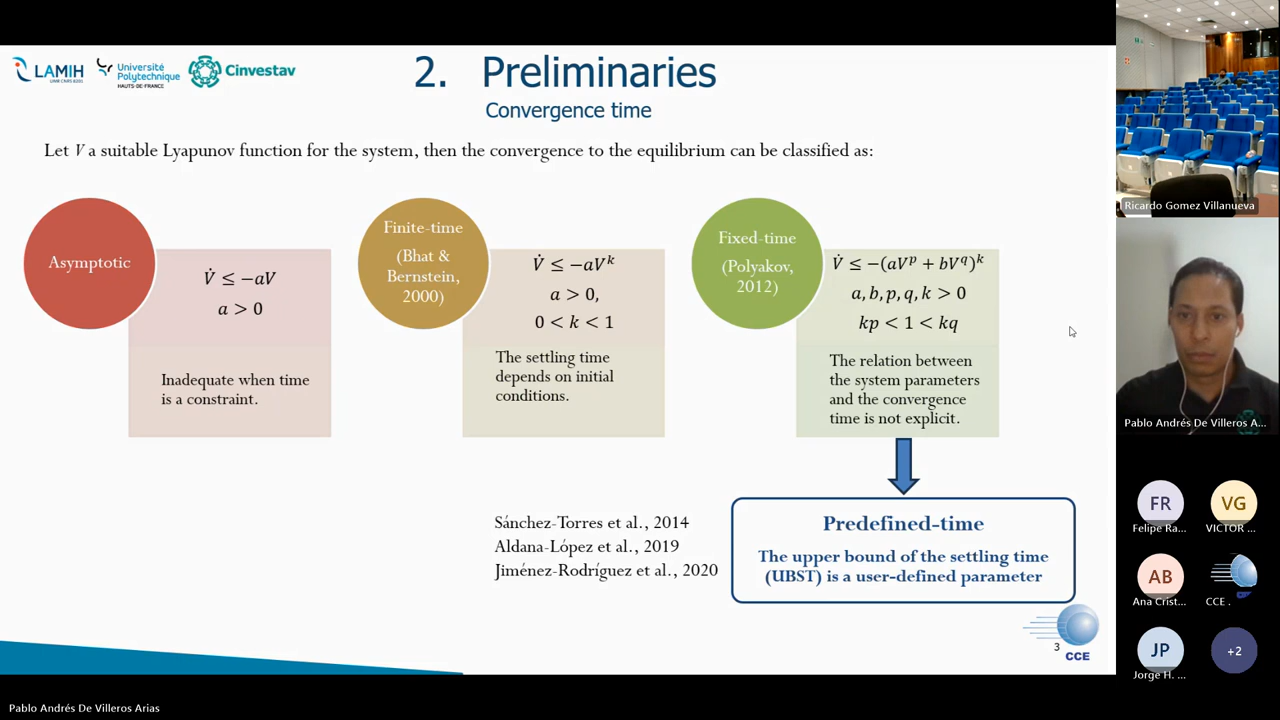 LAMIH
UMR CNRS 8201
Université
Polytechnique
HAUTS-DE-FRANCE
Cinvestav
2. Preliminaries
Convergence time
Let V a suitable Lyapunov function for the system, then the convergence to the equilibrium can be classified as:
Asymptotic
V̇ ≤ −aV
a > 0
Inadequate when time
is a constraint.
Finite-time
(Bhat &
Bernstein,
2000)
V̇ ≤ −aVᵏ
a > 0,
0 < k < 1
The settling time
depends on initial
conditions.
Fixed-time
(Polyakov,
2012)
V̇ ≤ −(aVᵖ + bV^q)ᵏ
a, b, p, q, k > 0
kp < 1 < kq
The relation between
the system parameters
and the convergence
time is not explicit.
Sánchez-Torres et al., 2014
Aldana-López et al., 2019
Jiménez-Rodríguez et al., 2020
Predefined-time
The upper bound of the settling time
(UBST) is a user-defined parameter
3
CCE
Ricardo Gomez Villanueva
Pablo Andrés De Villeros A...
FR
Felipe Ra...
VG
VICTOR ...
AB
Ana Crist...
CCE .
JP
Jorge H. ...
+2
Pablo Andrés De Villeros Arias